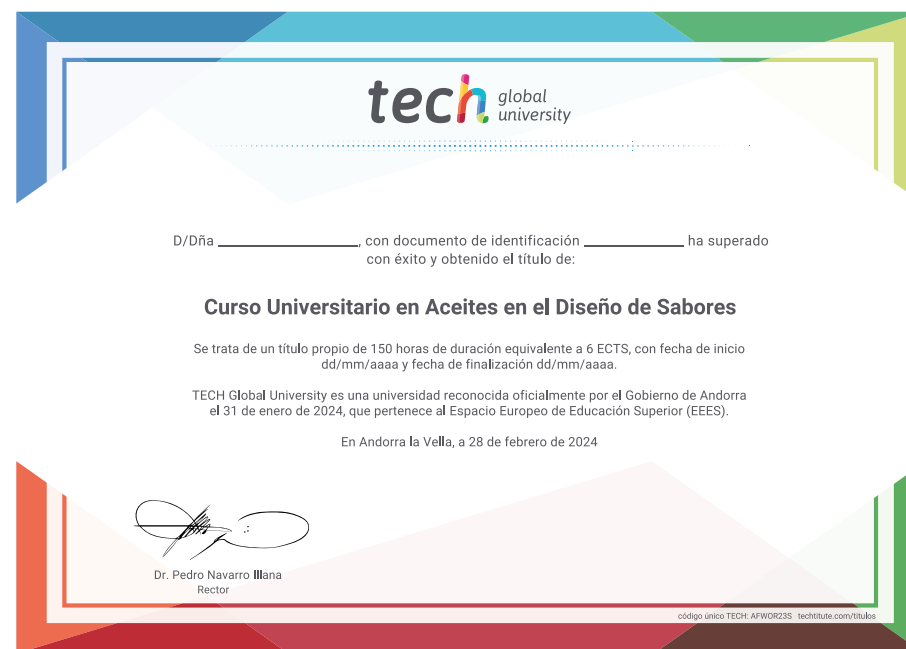 tech global university
D/Dña ____________________, con documento de identificación ______________ ha superado
con éxito y obtenido el título de:
Curso Universitario en Aceites en el Diseño de Sabores
Se trata de un título propio de 150 horas de duración equivalente a 6 ECTS, con fecha de inicio
dd/mm/aaaa y fecha de finalización dd/mm/aaaa.
TECH Global University es una universidad reconocida oficialmente por el Gobierno de Andorra
el 31 de enero de 2024, que pertenece al Espacio Europeo de Educación Superior (EEES).
En Andorra la Vella, a 28 de febrero de 2024
Dr. Pedro Navarro Illana
Rector
código único TECH: AFWOR23S techtitute.com/titulos